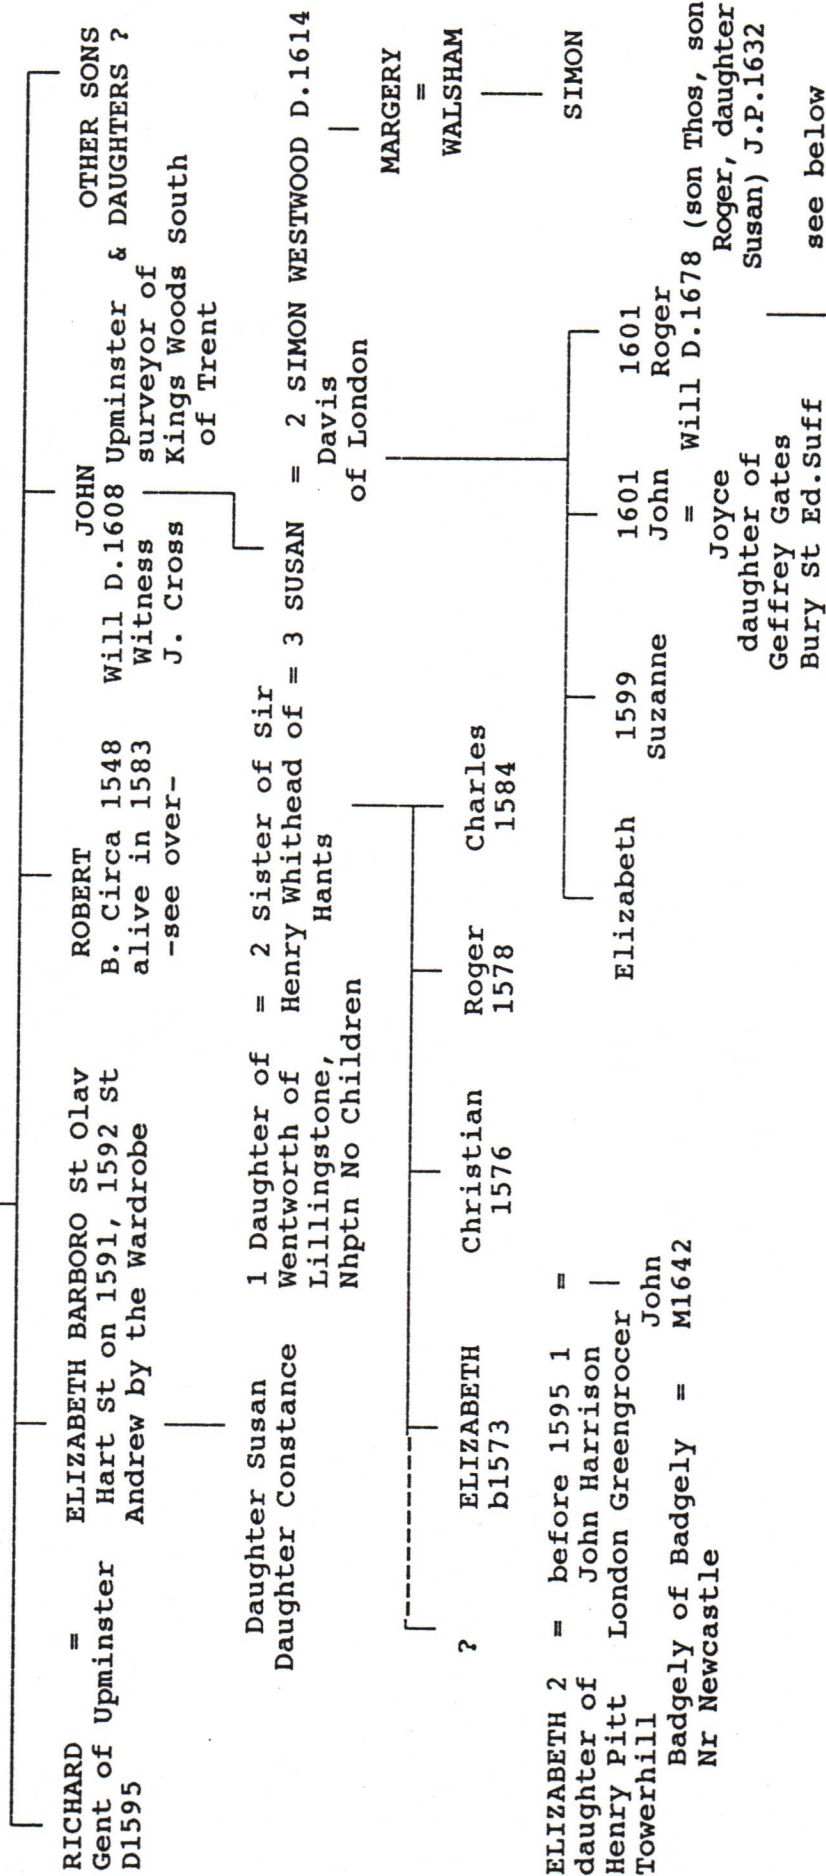 RICHARD =
Gent of Upminster
D1595
ELIZABETH BARBORO St Olav
Hart St on 1591, 1592 St
Andrew by the Wardrobe
ROBERT
B. Circa 1548
alive in 1583
-see over-
JOHN
Will D.1608
Witness
J. Cross
Upminster
surveyor of
Kings Woods South
of Trent
OTHER SONS
& DAUGHTERS ?
Daughter Susan
Daughter Constance
1 Daughter of
Wentworth of
Lillingstone,
Nhptn No Children
= 2 Sister of Sir
Henry Whithead of
Hants
= 3 SUSAN
= 2 SIMON WESTWOOD D.1614
Davis
of London
MARGERY
=
WALSHAM
SIMON
?
ELIZABETH
b1573
Christian
1576
Roger
1578
Charles
1584
Elizabeth
1599
Suzanne
1601
John
=
Joyce
daughter of
Geffrey Gates
Bury St Ed.Suff
1601
Roger
Will D.1678 (son Thos, son
Roger, daughter
Susan) J.P.1632
see below
ELIZABETH 2
daughter of
Henry Pitt
Towerhill
= before 1595 1 =
John Harrison
London Greengrocer
John
M1642
Badgely of Badgely =
Nr Newcastle